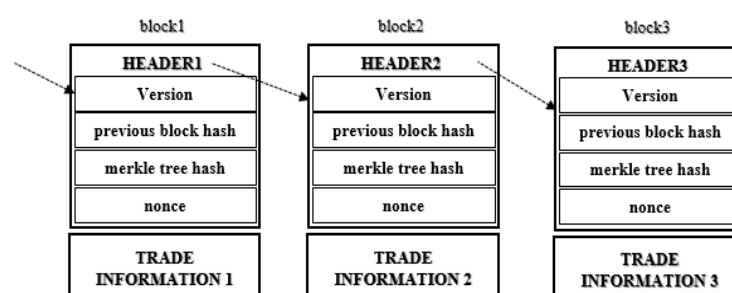 block1
HEADER1
Version
previous block hash
merkle tree hash
nonce
TRADE
INFORMATION 1
block2
HEADER2
Version
previous block hash
merkle tree hash
nonce
TRADE
INFORMATION 2
block3
HEADER3
Version
previous block hash
merkle tree hash
nonce
TRADE
INFORMATION 3